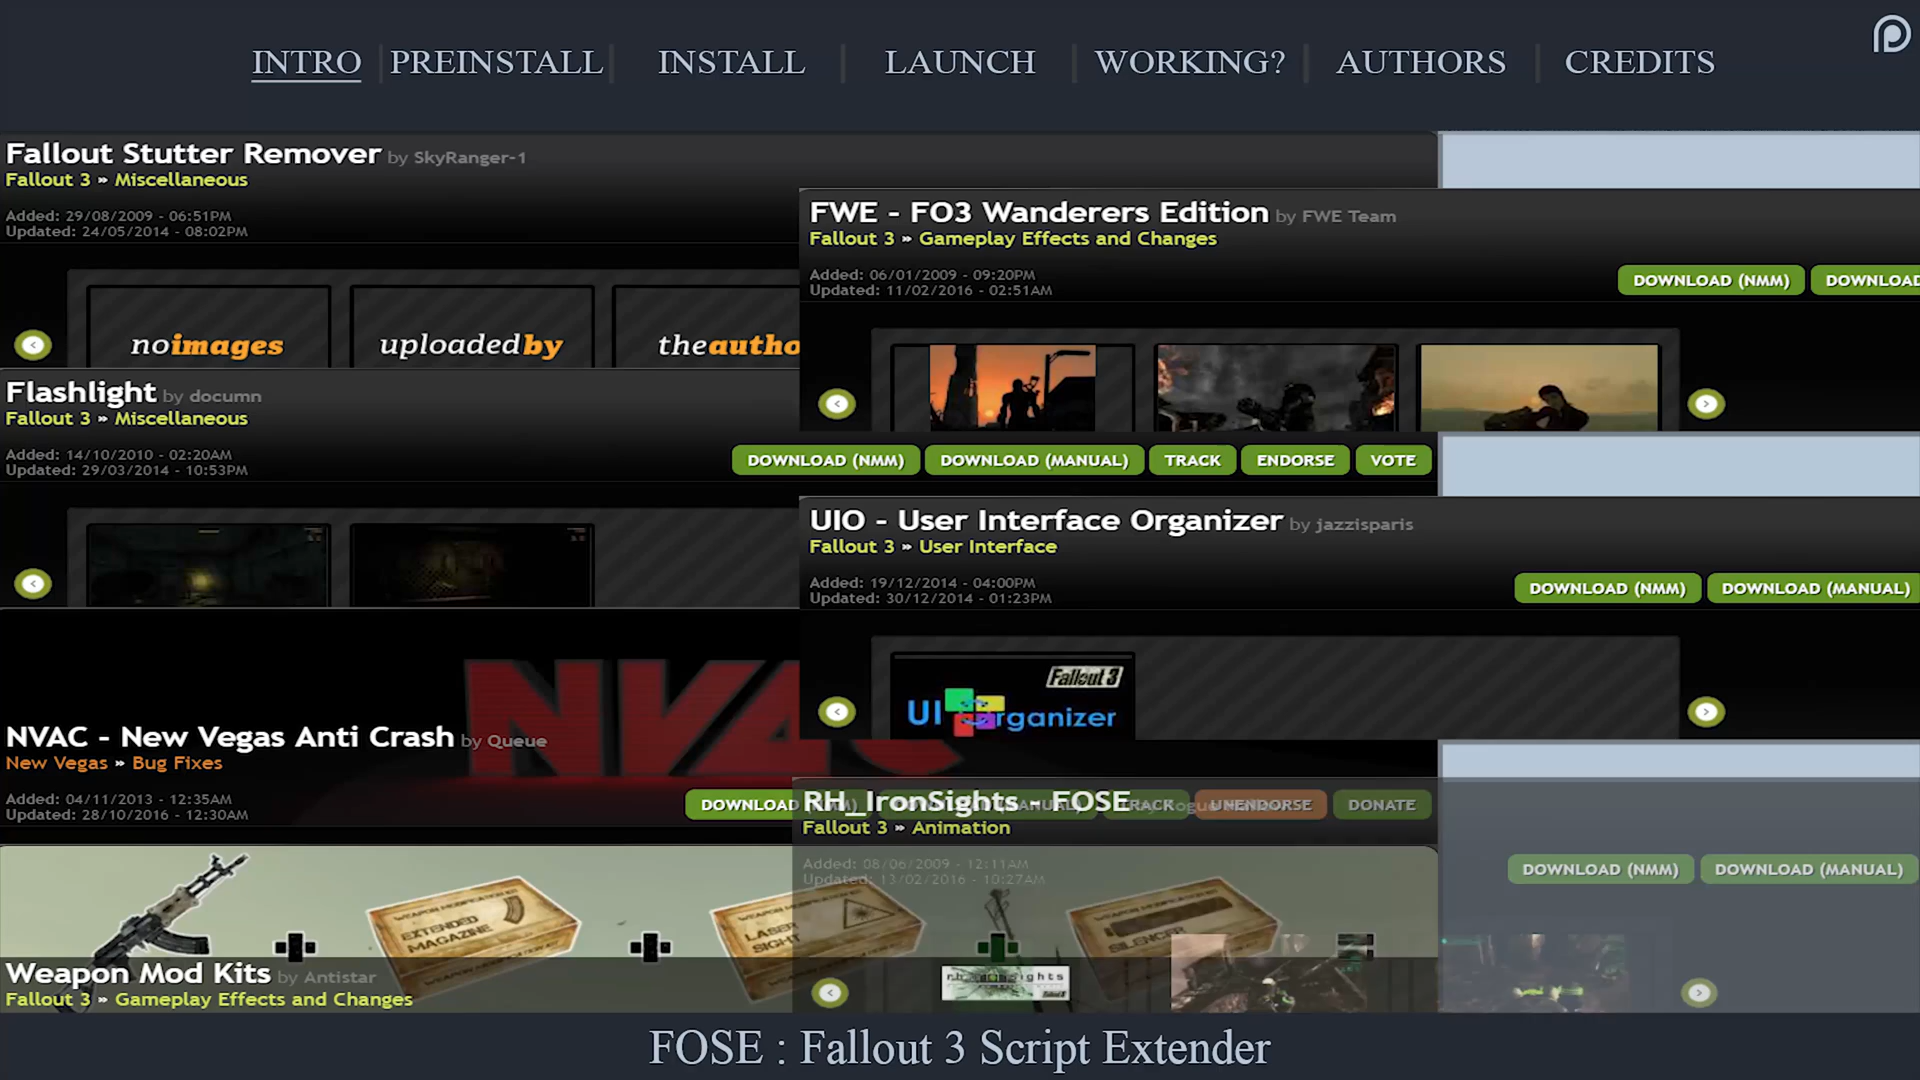 INTRO PREINSTALL INSTALL LAUNCH WORKING? AUTHORS CREDITS
Fallout Stutter Remover by SkyRanger-1
Fallout 3 » Miscellaneous
Added: 29/08/2009 - 06:51PM
Updated: 24/05/2014 - 08:02PM
noimages uploadedby theautho
FWE - FO3 Wanderers Edition by FWE Team
Fallout 3 » Gameplay Effects and Changes
Added: 06/01/2009 - 09:20PM
Updated: 11/02/2016 - 02:51AM
DOWNLOAD (NMM) DOWNLOAD
Flashlight by documn
Fallout 3 » Miscellaneous
Added: 14/10/2010 - 02:20AM
Updated: 29/03/2014 - 10:53PM
DOWNLOAD (NMM) DOWNLOAD (MANUAL) TRACK ENDORSE VOTE
UIO - User Interface Organizer by jazzisparis
Fallout 3 » User Interface
Added: 19/12/2014 - 04:00PM
Updated: 30/12/2014 - 01:23PM
DOWNLOAD (NMM) DOWNLOAD (MANUAL)
Fallout 3
UI Organizer
NVAC
NVAC - New Vegas Anti Crash by Queue
New Vegas » Bug Fixes
Added: 04/11/2013 - 12:35AM
Updated: 28/10/2016 - 12:30AM
DOWNLOAD TRACK UNENDORSE DONATE
RH_IronSights - FOSE
Fallout 3 » Animation
Added: 08/06/2009 - 12:11AM
Updated: 13/02/2016 - 10:27AM
DOWNLOAD (NMM) DOWNLOAD (MANUAL)
EXTENDED
MAGAZINE
LASER
SIGHT
SILENCER
Weapon Mod Kits by Antistar
Fallout 3 » Gameplay Effects and Changes
FOSE : Fallout 3 Script Extender